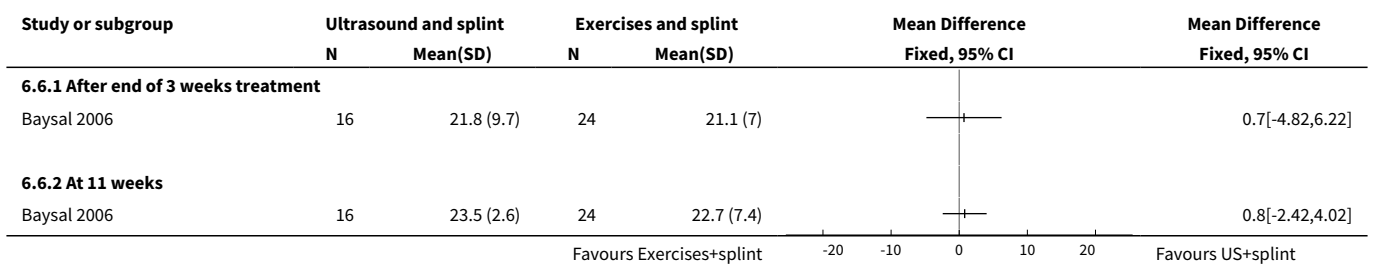 Study or subgroup Ultrasound and splint Exercises and splint Mean Difference Mean Difference
N Mean(SD) N Mean(SD) Fixed, 95% CI Fixed, 95% CI
6.6.1 After end of 3 weeks treatment
Baysal 2006 16 21.8 (9.7) 24 21.1 (7) 0.7[-4.82,6.22]
6.6.2 At 11 weeks
Baysal 2006 16 23.5 (2.6) 24 22.7 (7.4) 0.8[-2.42,4.02]
Favours Exercises+splint -20 -10 0 10 20 Favours US+splint